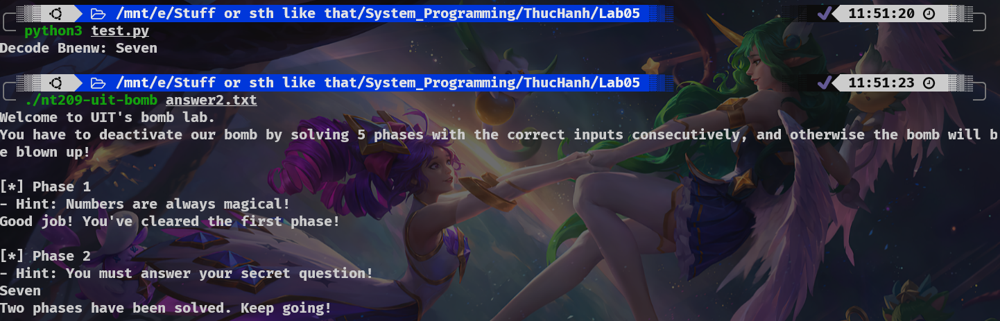 /mnt/e/Stuff or sth like that/System_Programming/ThucHanh/Lab05 11:51:20
python3 test.py
Decode Bnenw: Seven
/mnt/e/Stuff or sth like that/System_Programming/ThucHanh/Lab05 11:51:23
./nt209-uit-bomb answer2.txt
Welcome to UIT's bomb lab.
You have to deactivate our bomb by solving 5 phases with the correct inputs consecutively, and otherwise the bomb will b
e blown up!
[*] Phase 1
- Hint: Numbers are always magical!
Good job! You've cleared the first phase!
[*] Phase 2
- Hint: You must answer your secret question!
Seven
Two phases have been solved. Keep going!